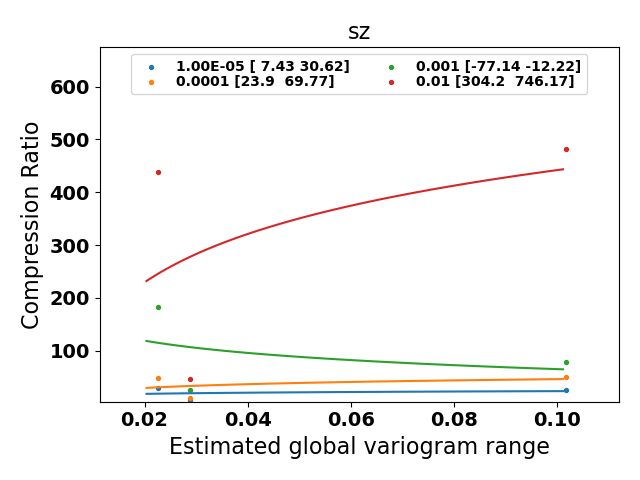 sz
1.00E-05 [ 7.43 30.62]
0.0001 [23.9  69.77]
0.001 [-77.14 -12.22]
0.01 [304.2  746.17]
Compression Ratio
600
500
400
300
200
100
0.02 0.04 0.06 0.08 0.10
Estimated global variogram range